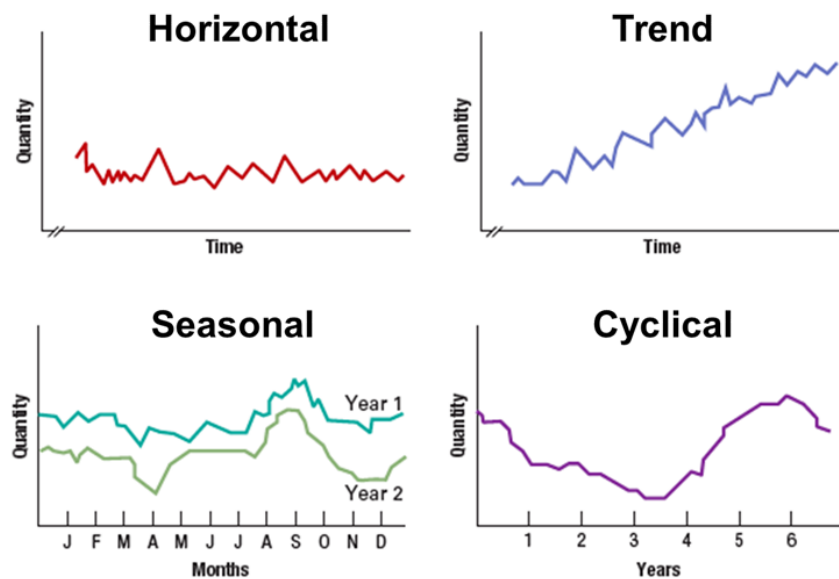 Horizontal
Quantity
Time
Trend
Quantity
Time
Seasonal
Quantity
Year 1
Year 2
J F M A M J J A S O N D
Months
Cyclical
Quantity
1 2 3 4 5 6
Years